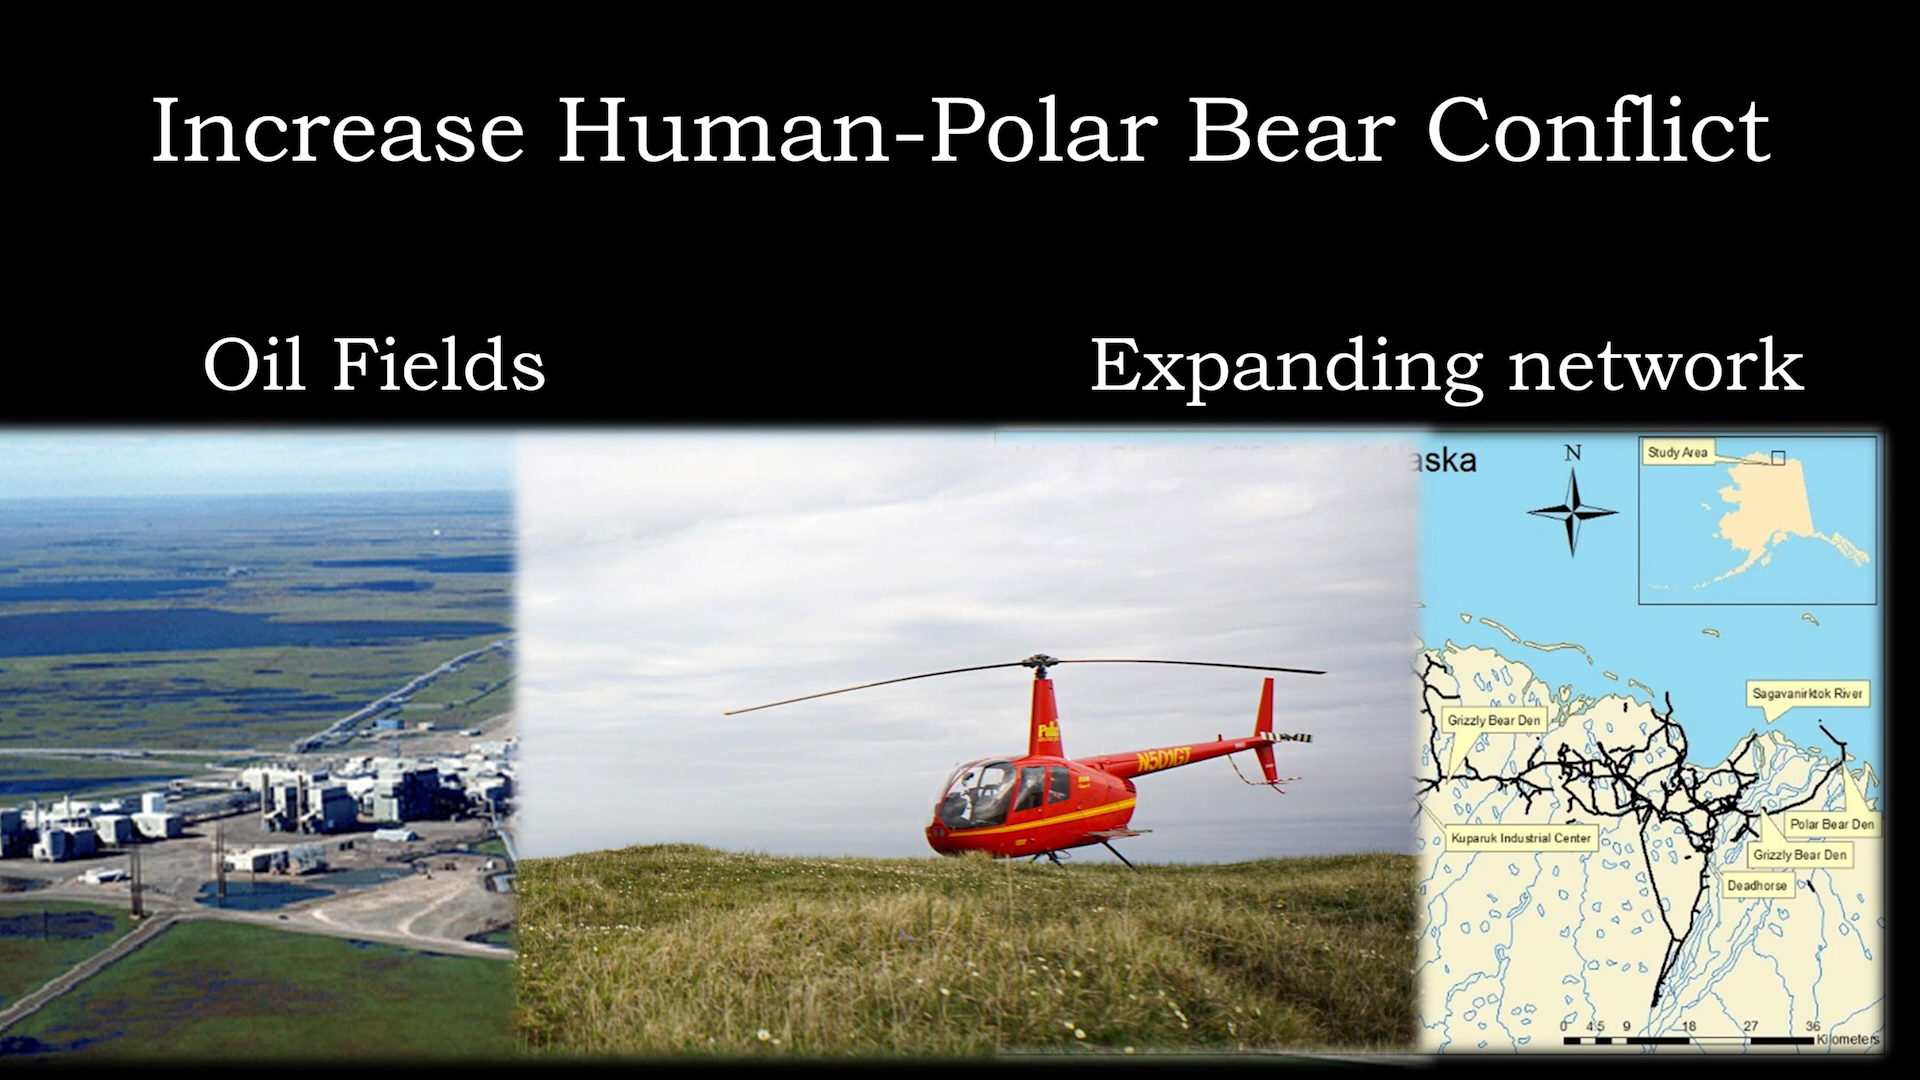 Increase Human-Polar Bear Conflict
Oil Fields
Expanding network
aska
N
Study Area
Sagavanirktok River
Grizzly Bear Den
Polar Bear Den
Kuparuk Industrial Center
Grizzly Bear Den
Deadhorse
N501GT
0 4.5 9 18 27 36
Kilometers